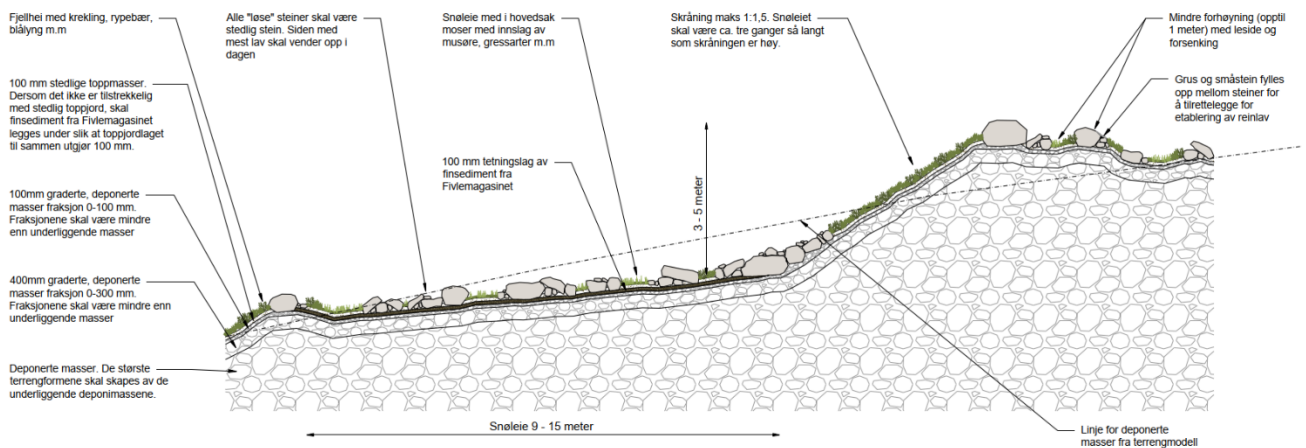 Fjellhei med krekling, rypebær,
blålyng m.m
Alle "løse" steiner skal være
stedlig stein. Siden med
mest lav skal vender opp i
dagen
Snøleie med i hovedsak
moser med innslag av
musøre, gressarter m.m
Skråning maks 1:1,5. Snøleiet
skal være ca. tre ganger så langt
som skråningen er høy.
Mindre forhøyning (opptil
1 meter) med leside og
forsenking
100 mm stedlige toppmasser.
Dersom det ikke er tilstrekkelig
med stedlig toppjord, skal
finsediment fra Fivlemagasinet
legges under slik at toppjordlaget
til sammen utgjør 100 mm.
Grus og småstein fylles
opp mellom steiner for
å tilrettelegge for
etablering av reinlav
100 mm tetningslag av
finsediment fra
Fivlemagasinet
3 - 5 meter
100mm graderte, deponerte
masser fraksjon 0-100 mm.
Fraksjonene skal være mindre
enn underliggende masser
400mm graderte, deponerte
masser fraksjon 0-300 mm.
Fraksjonene skal være mindre enn
underliggende masser
Deponerte masser. De største
terrengformene skal skapes av de
underliggende deponimassene.
Snøleie 9 - 15 meter
Linje for deponerte
masser fra terrengmodell